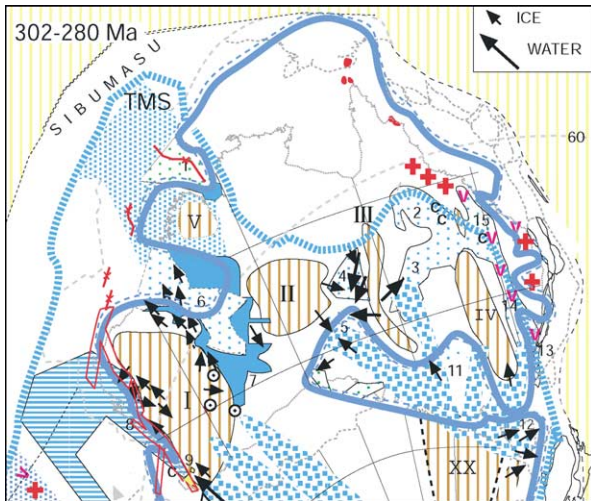 302-280 Ma
ICE
WATER
SIBUMASU
TMS
60
1
V
III
2
C
C
15
C
3
4
II
6
5
IV
14
13
7
11
I
8
9
C
12
XX